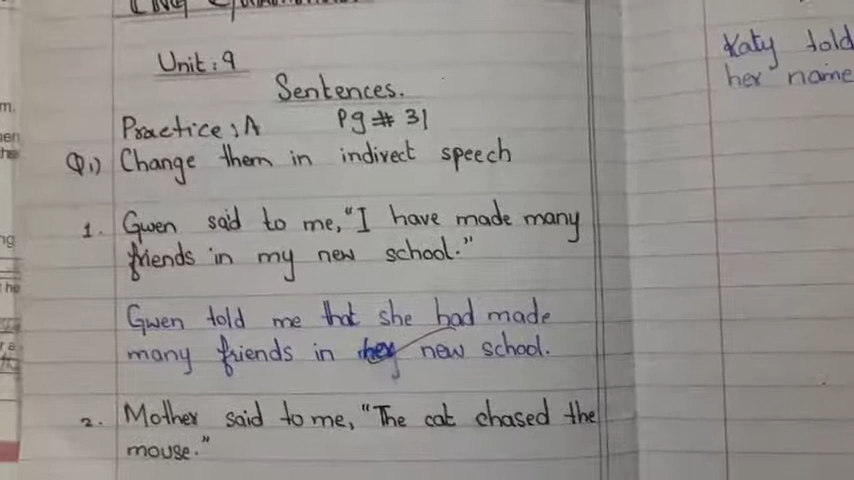 Unit: 9
Sentences.
Practice: A Pg # 31
Q1) Change them in indirect speech
1. Gwen said to me, "I have made many
friends in my new school."
Gwen told me that she had made
many friends in her new school.
2. Mother said to me, "The cat chased the
mouse."
Katy told
her name